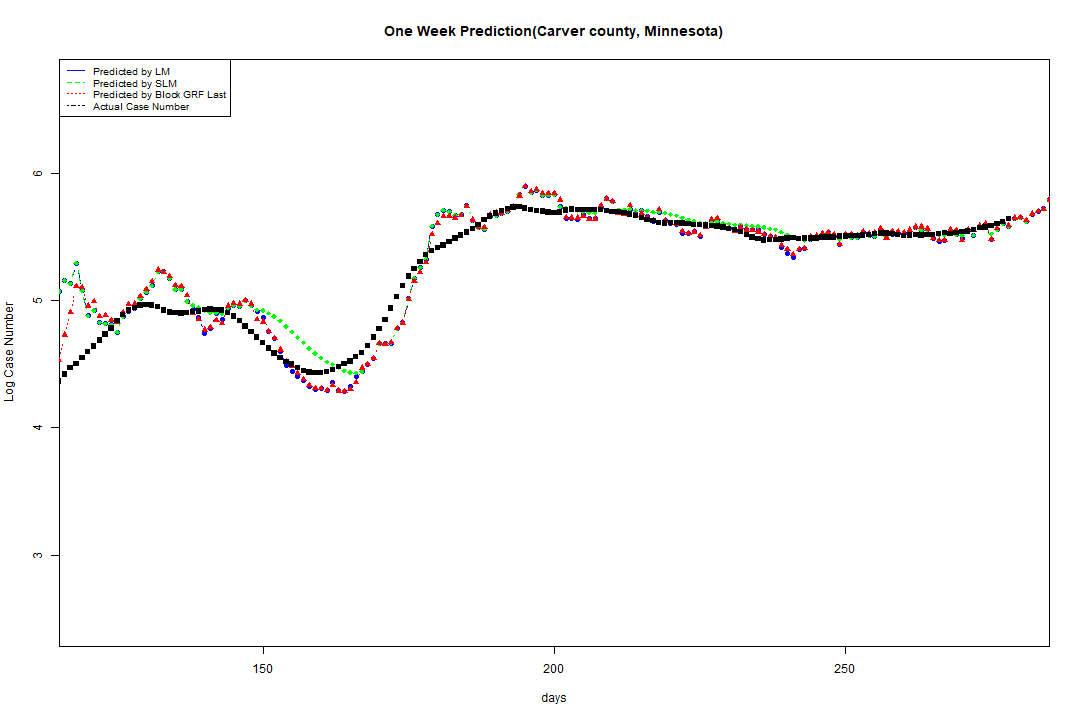 One Week Prediction(Carver county, Minnesota)
Predicted by LM
Predicted by SLM
Predicted by Block GRF Last
Actual Case Number
6
5
4
3
Log Case Number
150 200 250
days